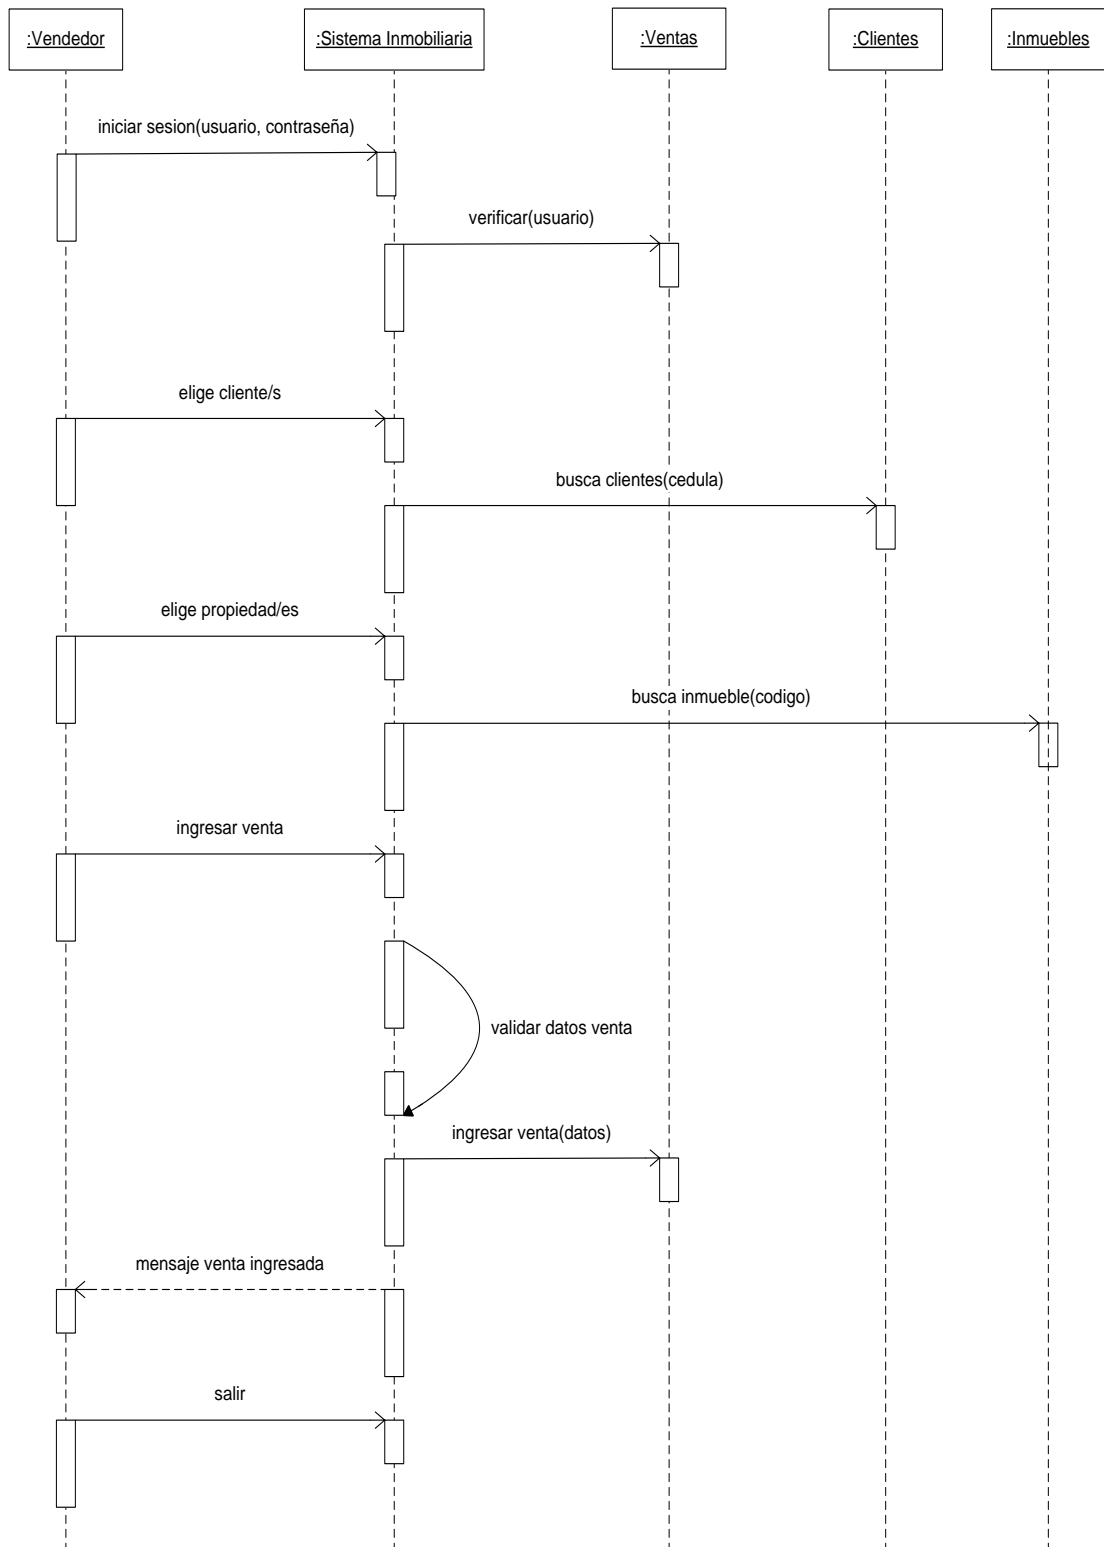 :Vendedor
:Sistema Inmobiliaria
:Ventas
:Clientes
:Inmuebles
iniciar sesion(usuario, contraseña)
verificar(usuario)
elige cliente/s
busca clientes(cedula)
elige propiedad/es
busca inmueble(codigo)
ingresar venta
validar datos venta
ingresar venta(datos)
mensaje venta ingresada
salir